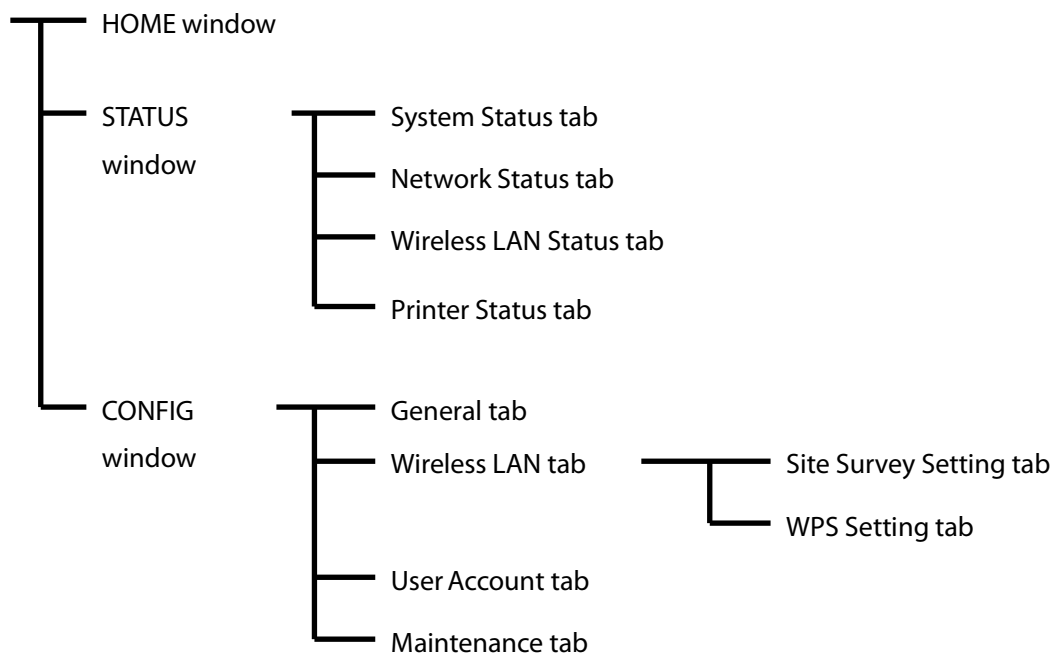 HOME window
STATUS
window
System Status tab
Network Status tab
Wireless LAN Status tab
Printer Status tab
CONFIG
window
General tab
Wireless LAN tab
Site Survey Setting tab
WPS Setting tab
User Account tab
Maintenance tab